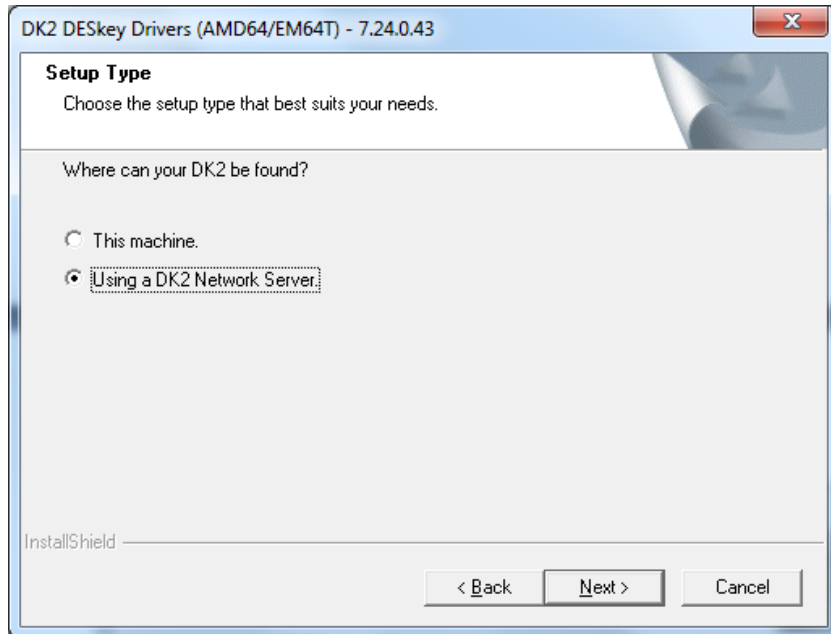 DK2 DESkey Drivers (AMD64/EM64T) - 7.24.0.43
Setup Type
Choose the setup type that best suits your needs.
Where can your DK2 be found?
This machine.
Using a DK2 Network Server.
InstallShield
< Back Next > Cancel